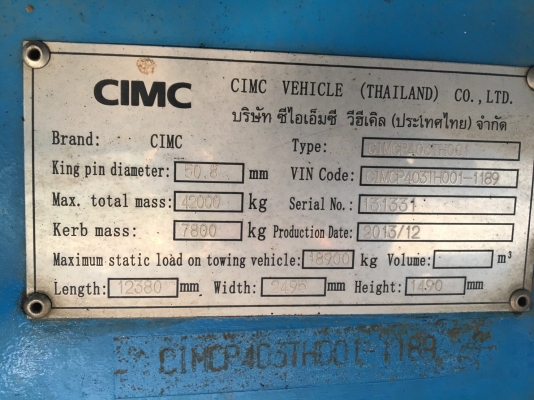 CIMC
CIMC VEHICLE (THAILAND) CO.,LTD.
บริษัท ซีไอเอ็มซี วีฮีเคิล (ประเทศไทย) จำกัด
Brand: CIMC Type: CIMCP403TH001
King pin diameter: 50.8 mm VIN Code: CIMCP403TH001-1189
Max. total mass: 42000 kg Serial No.: 131331
Kerb mass: 7800 kg Production Date: 2013/12
Maximum static load on towing vehicle: 18900 kg Volume: m³
Length: 12380 mm Width: 2496 mm Height: 1490 mm
CIMCP403TH001-1189